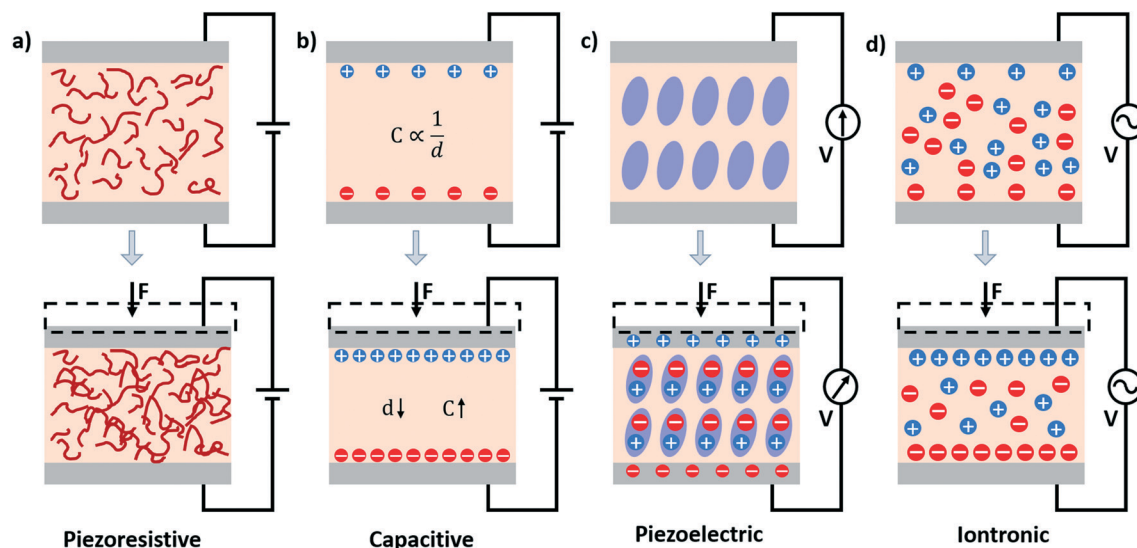 a)
b)
c)
d)
C ∝ 1/d
V
V
F
F
F
F
d↓ C↑
V
V
Piezoresistive
Capacitive
Piezoelectric
Iontronic